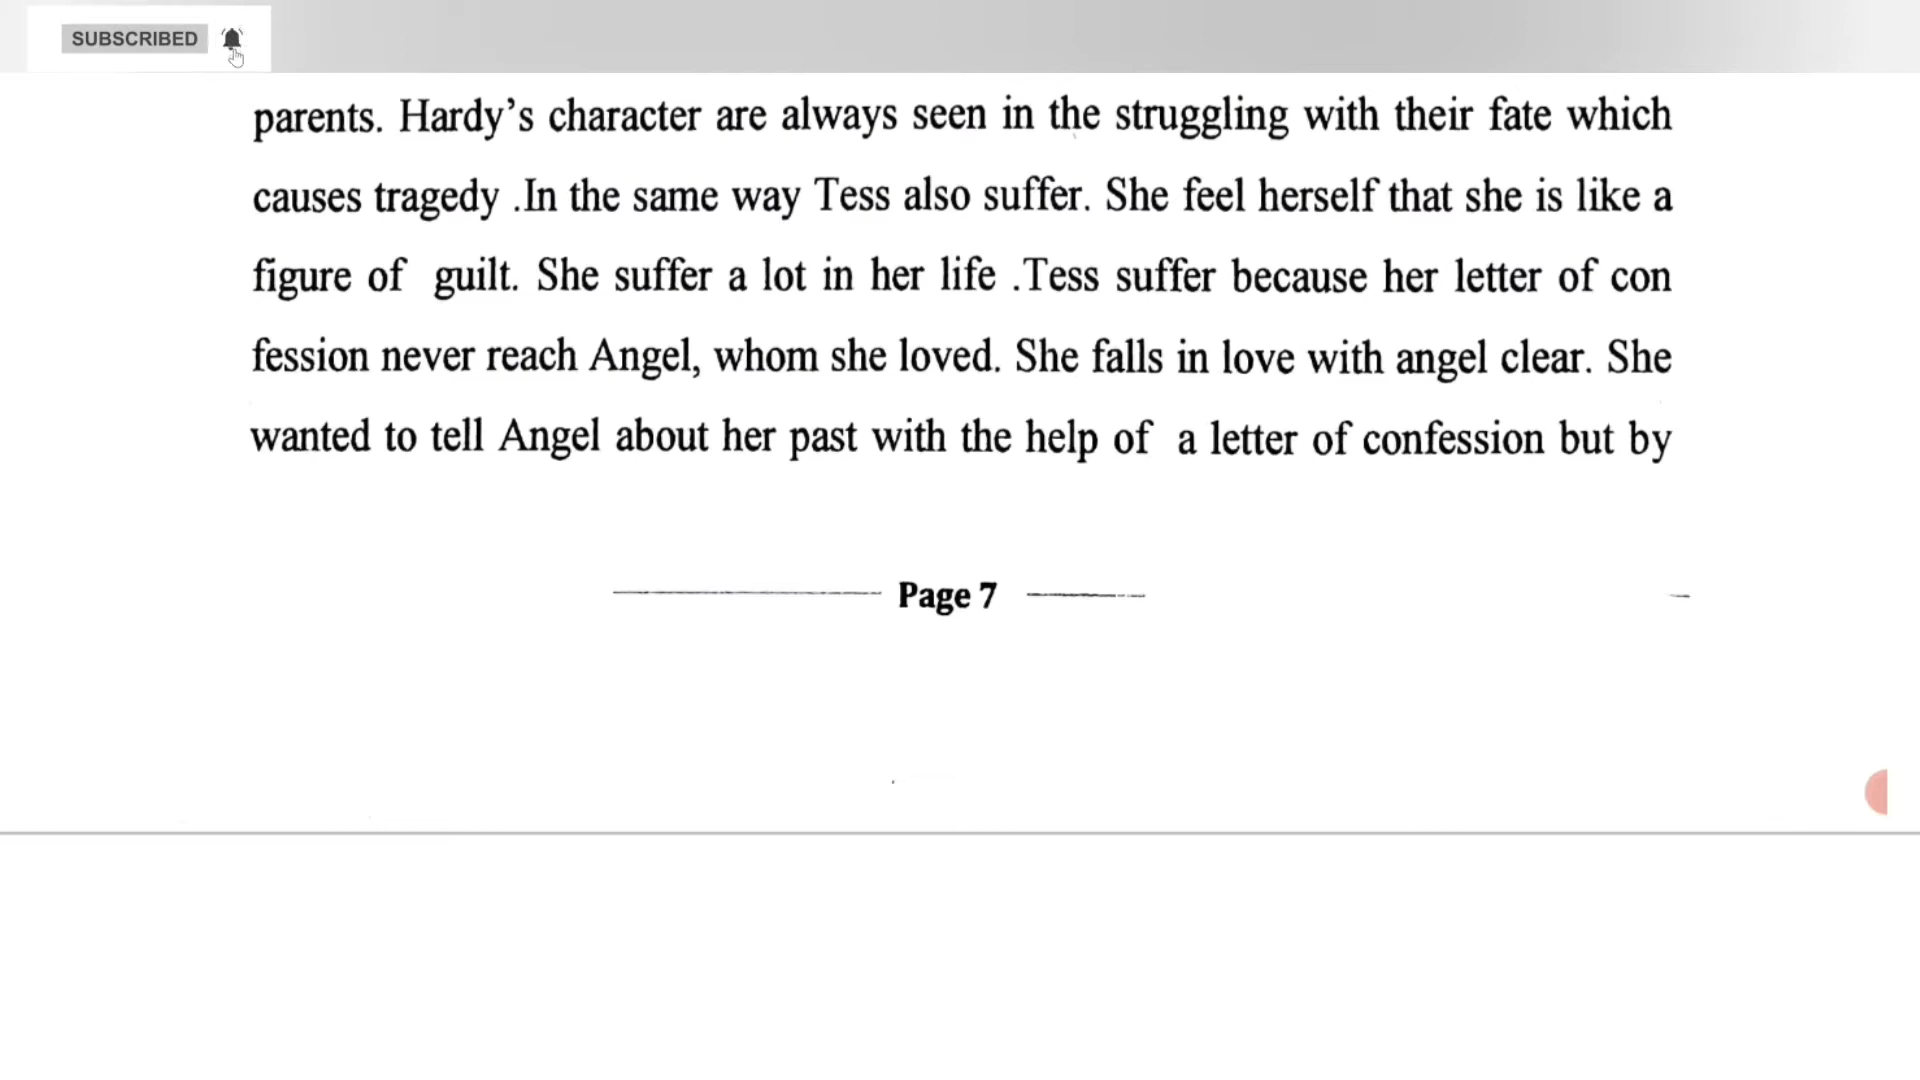 SUBSCRIBED
parents. Hardy’s character are always seen in the struggling with their fate which
causes tragedy .In the same way Tess also suffer. She feel herself that she is like a
figure of guilt. She suffer a lot in her life .Tess suffer because her letter of con
fession never reach Angel, whom she loved. She falls in love with angel clear. She
wanted to tell Angel about her past with the help of a letter of confession but by
Page 7